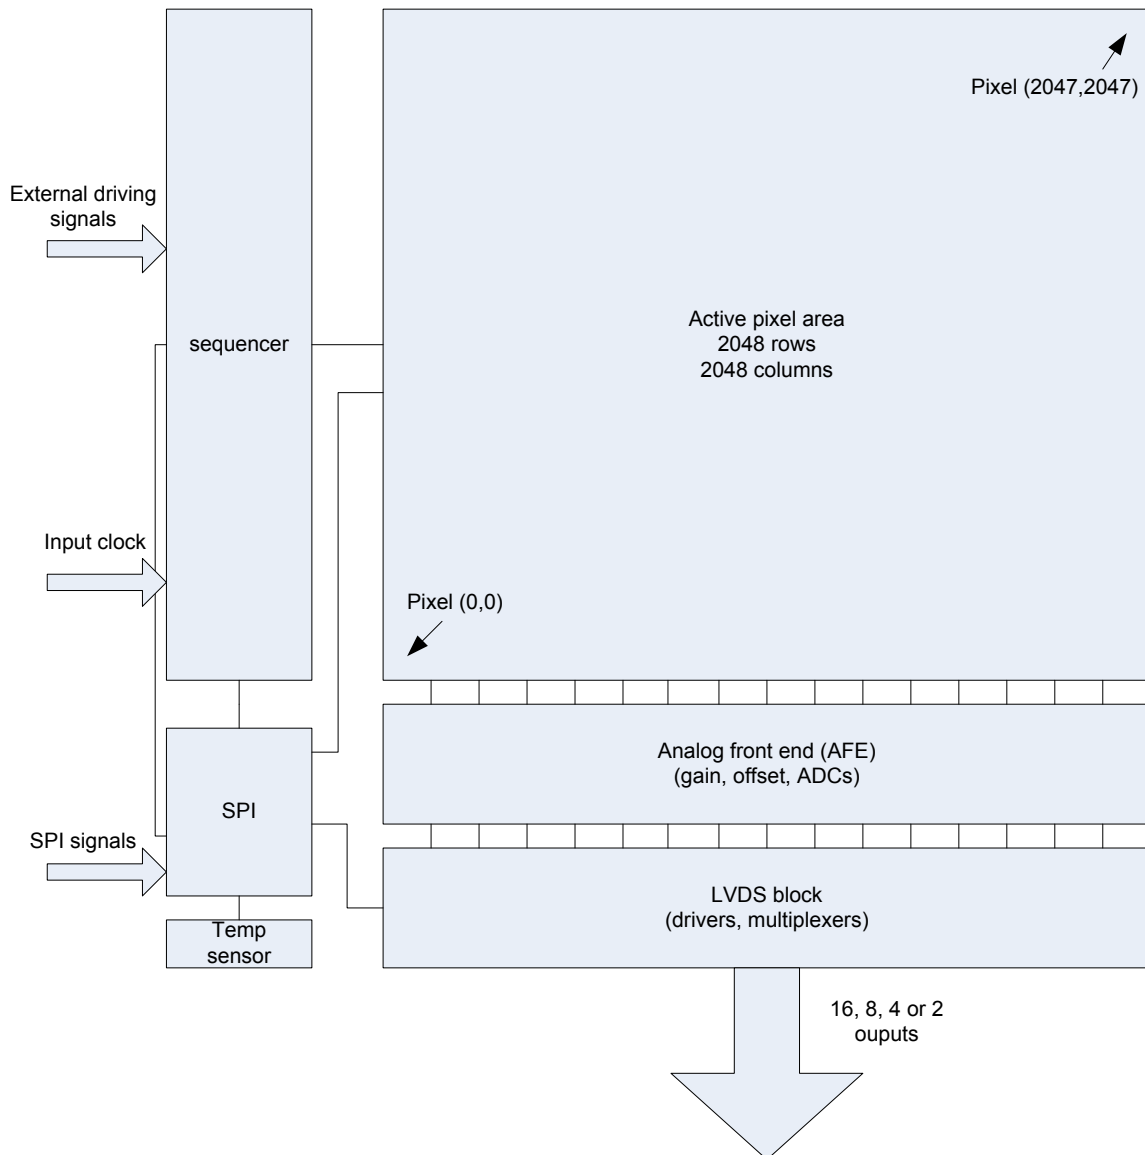 Pixel (2047,2047)
External driving
signals
sequencer
Active pixel area
2048 rows
2048 columns
Input clock
Pixel (0,0)
Analog front end (AFE)
(gain, offset, ADCs)
SPI
SPI signals
LVDS block
(drivers, multiplexers)
Temp
sensor
16, 8, 4 or 2
ouputs